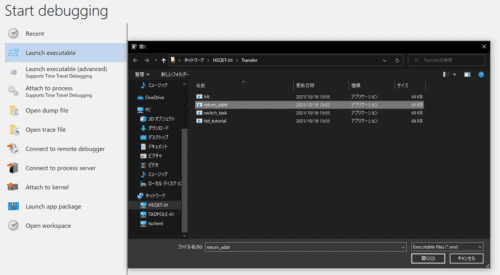 Start debugging
Recent
Launch executable
Launch executable (advanced)
Supports Time Travel Debugging
Attach to process
Supports Time Travel Debugging
Open dump file
Open trace file
Connect to remote debugger
Connect to process server
Attach to kernel
Launch app package
Open workspace
開く
ネットワーク › HEQET-01 › Transfer
Transferの検索
整理 新しいフォルダー
名前 更新日時 種類 サイズ
2021/10/18 13:03 アプリケーション 69 KB
return_addr 2021/10/18 13:03 アプリケーション 69 KB
switch_task 2021/10/18 13:03 アプリケーション 69 KB
ttd_tutorial 2021/10/18 13:03 アプリケーション 68 KB
ミュージック
OneDrive
PC
3D オブジェクト
ダウンロード
デスクトップ
ドキュメント
ピクチャ
ビデオ
ミュージック
ローカル ディスク (C
ネットワーク
HEQET-01
TADPOLE-01
tsclient
ファイル名(N): return_addr
Executable files (*.exe)
開く(O)
キャンセル